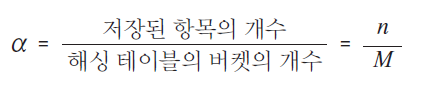 α = 저장된 항목의 개수 / 해싱 테이블의 버켓의 개수 = n / M